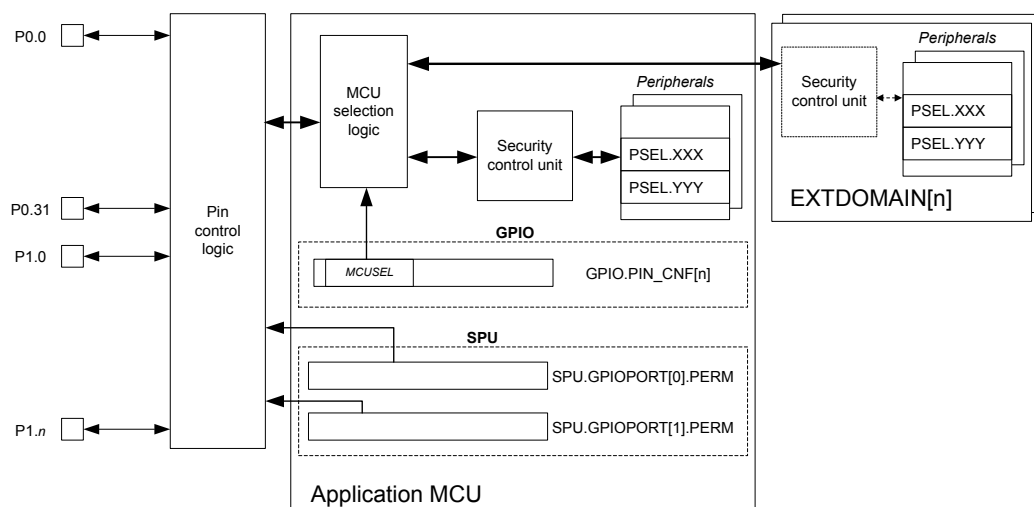 P0.0
P0.31
P1.0
P1.n
Pin
control
logic
MCU
selection
logic
Security
control unit
Peripherals
PSEL.XXX
PSEL.YYY
GPIO
MCUSEL
GPIO.PIN_CNF[n]
SPU
SPU.GPIOPORT[0].PERM
SPU.GPIOPORT[1].PERM
Application MCU
Peripherals
Security
control unit
PSEL.XXX
PSEL.YYY
EXTDOMAIN[n]